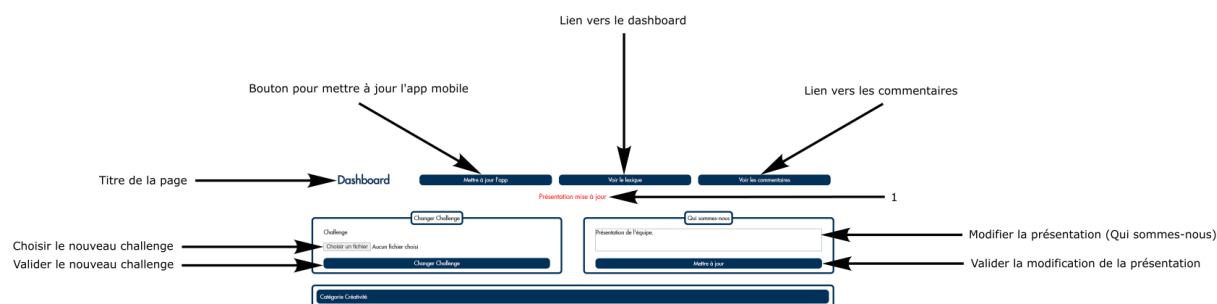 Lien vers le dashboard
Bouton pour mettre à jour l'app mobile
Lien vers les commentaires
Titre de la page
Dashboard
Mettre à jour l'app
Voir le lexique
Voir les commentaires
Présentation mise à jour
1
Changer Challenge
Qui sommes-nous
Challenge
Présentation de l'équipe.
Choisir le nouveau challenge
Choisir un fichier Aucun fichier choisi
Modifier la présentation (Qui sommes-nous)
Valider le nouveau challenge
Changer Challenge
Mettre à jour
Valider la modification de la présentation
Catégorie Créativité